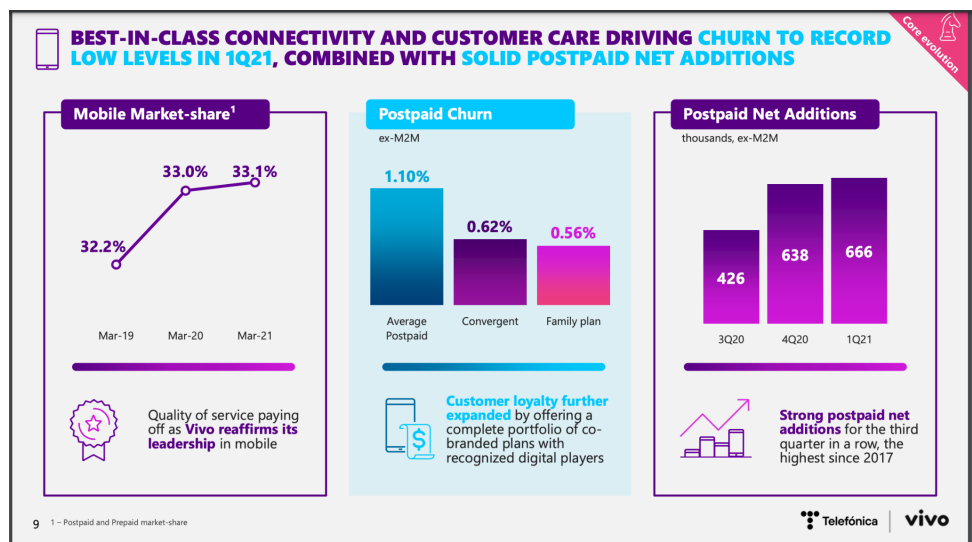 BEST-IN-CLASS CONNECTIVITY AND CUSTOMER CARE DRIVING CHURN TO RECORD
LOW LEVELS IN 1Q21, COMBINED WITH SOLID POSTPAID NET ADDITIONS
Core evolution
Mobile Market-share¹
32.2%
33.0%
33.1%
Mar-19
Mar-20
Mar-21
Quality of service paying
off as Vivo reaffirms its
leadership in mobile
Postpaid Churn
ex-M2M
1.10%
0.62%
0.56%
Average
Postpaid
Convergent
Family plan
Customer loyalty further
expanded by offering a
complete portfolio of co-
branded plans with
recognized digital players
$
Postpaid Net Additions
thousands, ex-M2M
426
638
666
3Q20
4Q20
1Q21
Strong postpaid net
additions for the third
quarter in a row, the
highest since 2017
9
1 – Postpaid and Prepaid market-share
Telefónica
vivo